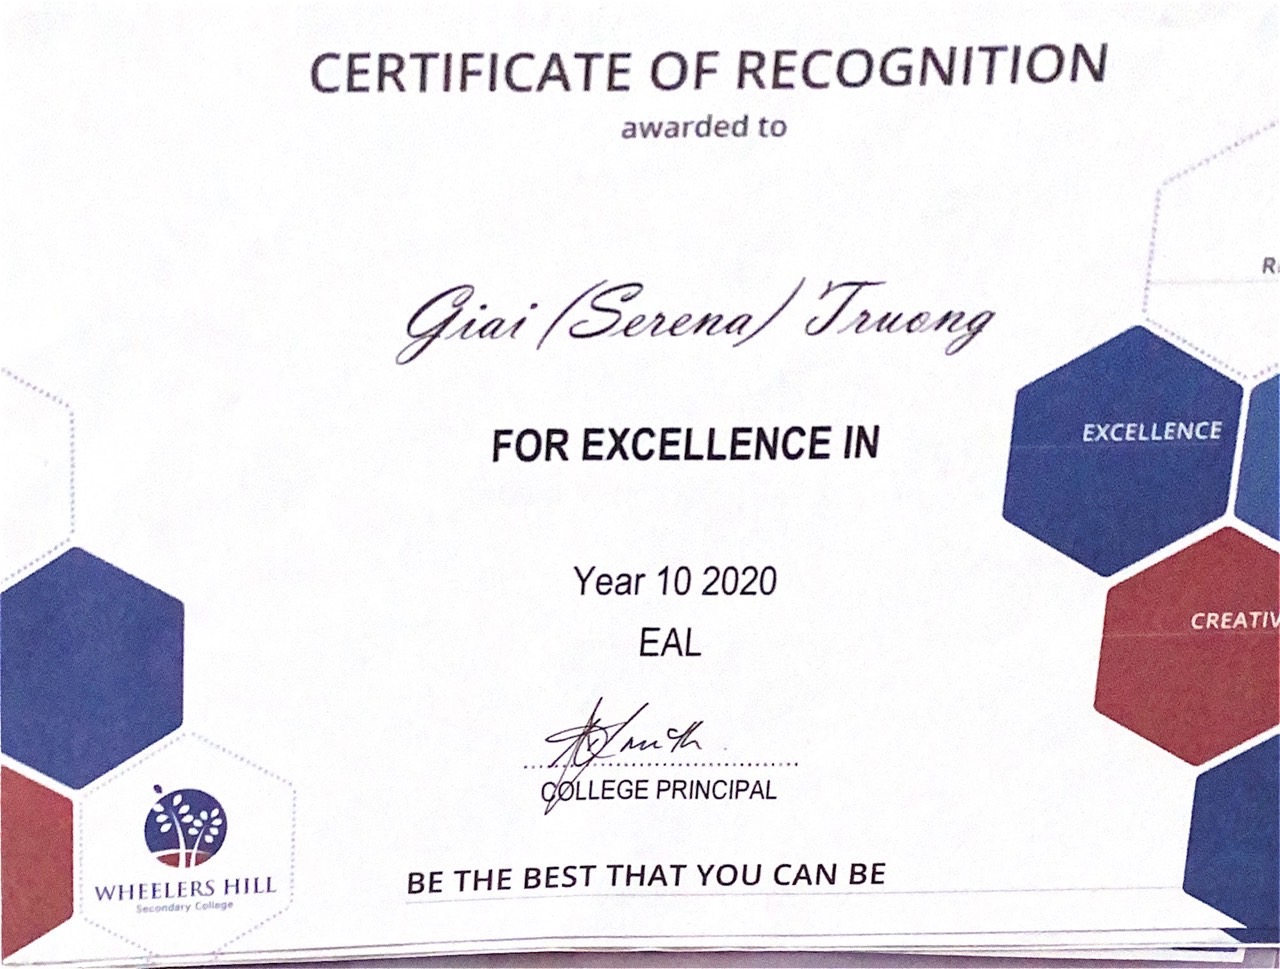 CERTIFICATE OF RECOGNITION
awarded to
Giai (Serena) Truong
FOR EXCELLENCE IN
EXCELLENCE
Year 10 2020
CREATIV
EAL
COLLEGE PRINCIPAL
BE THE BEST THAT YOU CAN BE
WHEELERS HILL
Secondary College